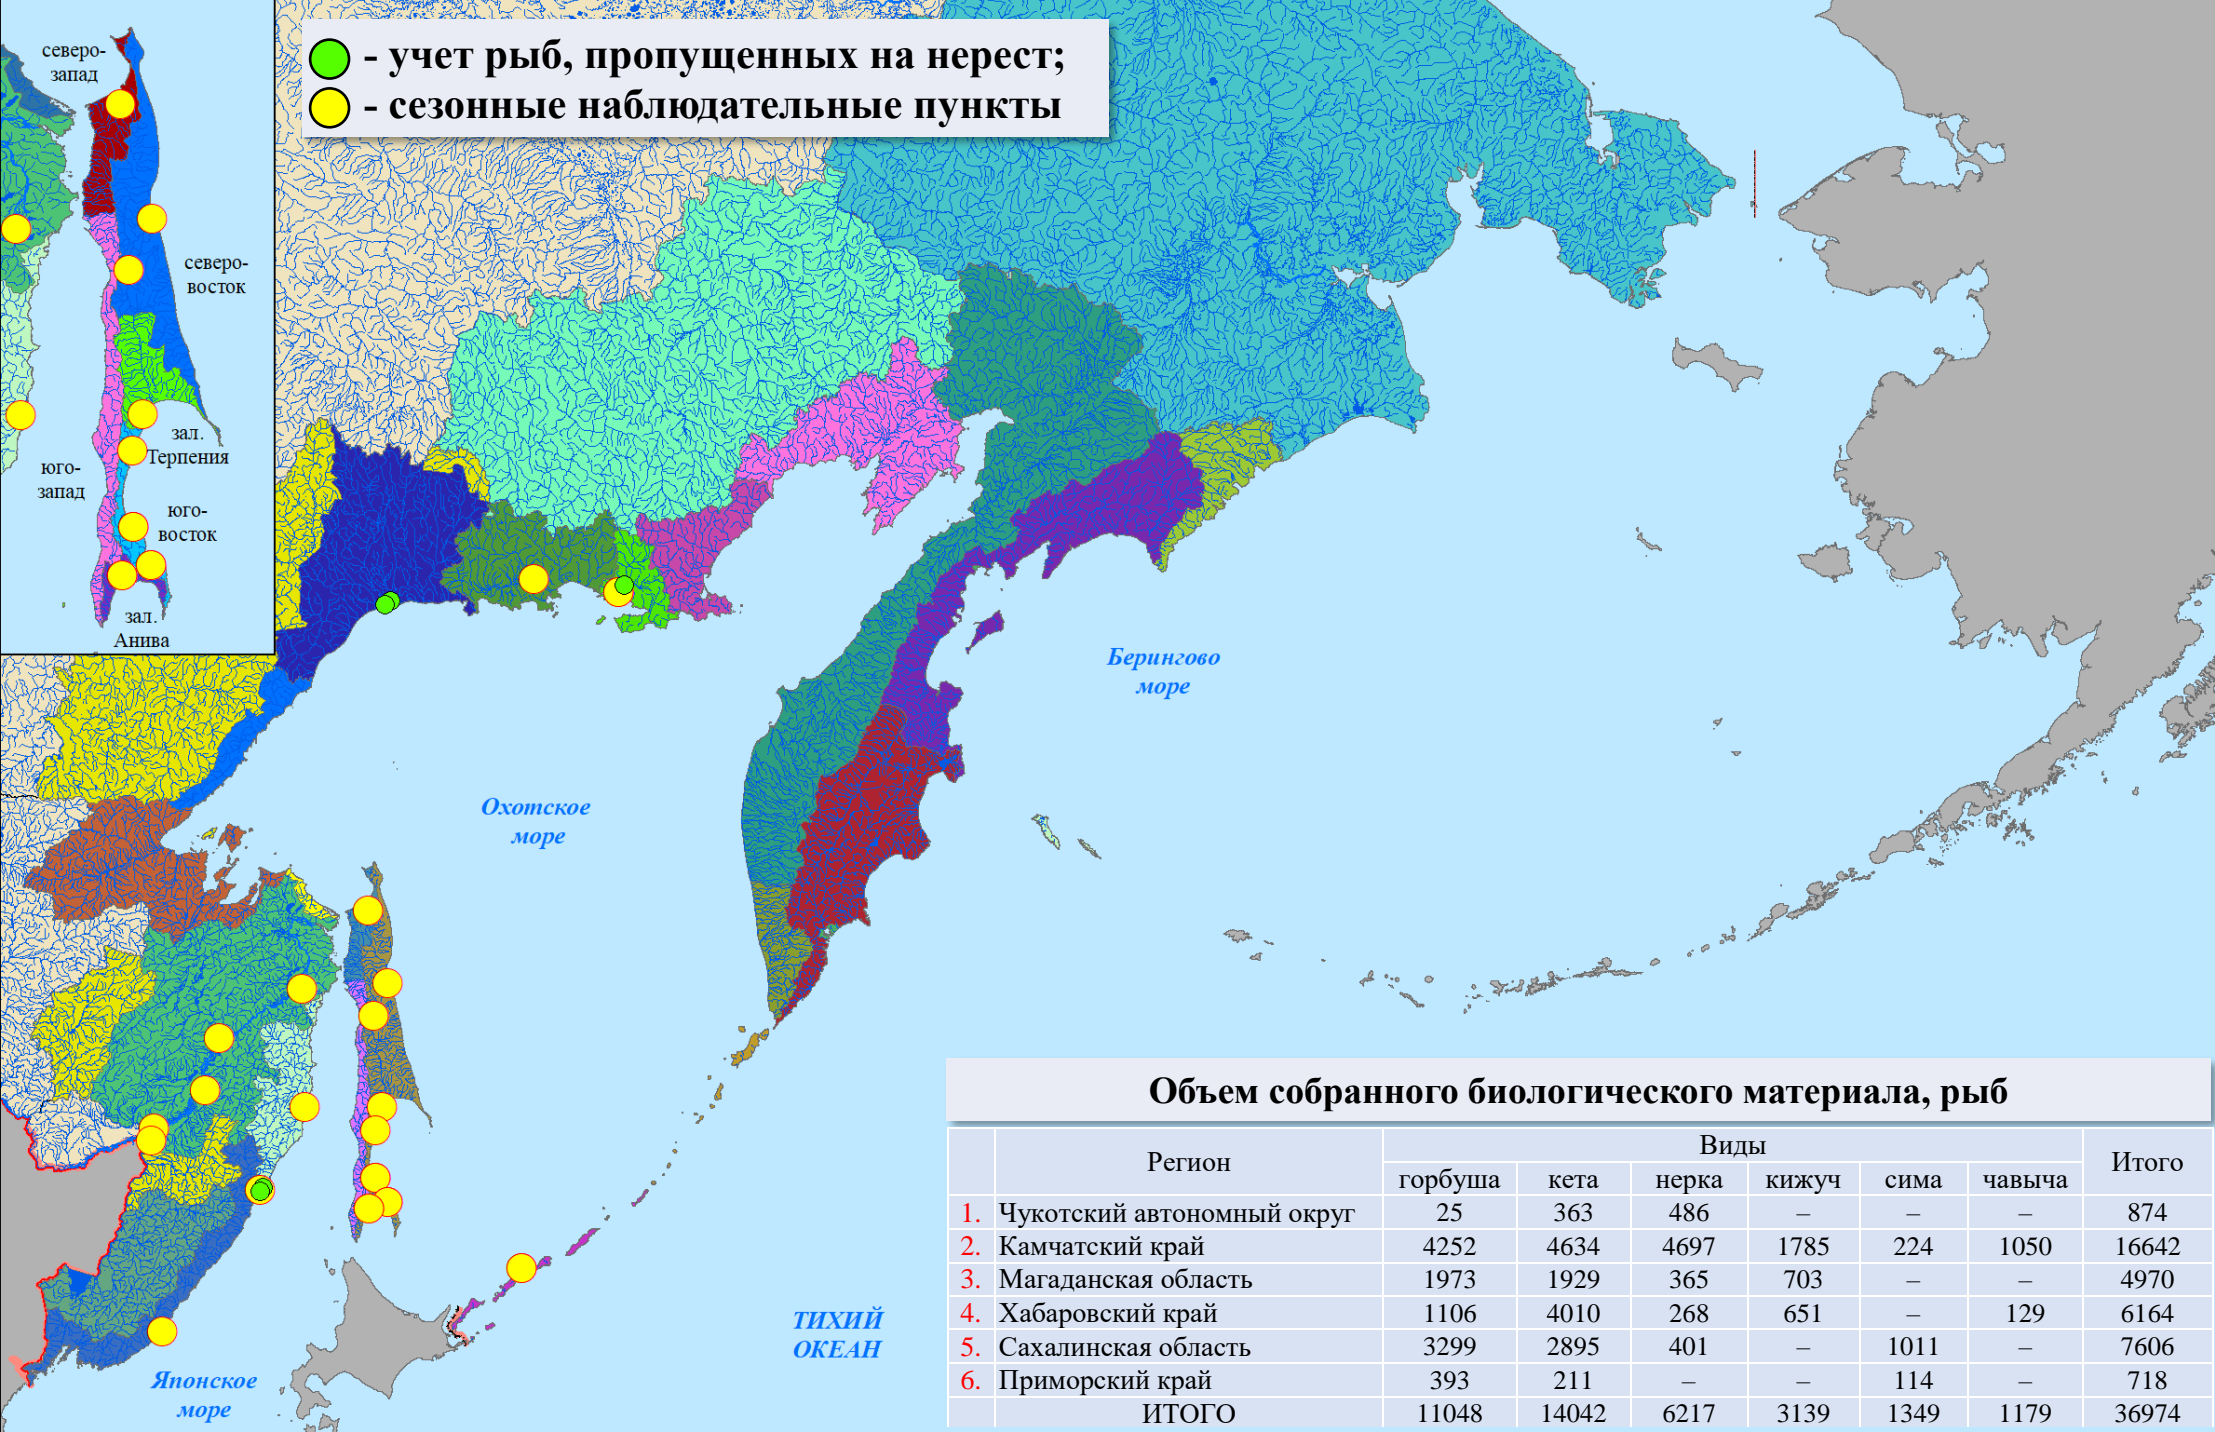 - учет рыб, пропущенных на нерест;
- сезонные наблюдательные пункты
северо-
запад
северо-
восток
зал.
Терпения
юго-
запад
юго-
восток
зал.
Анива
Берингово
море
Охотское
море
ТИХИЙ
ОКЕАН
Японское
море
Объем собранного биологического материала, рыб
Регион Виды Итого
горбуша кета нерка кижуч сима чавыча
1. Чукотский автономный округ 25 363 486 – – – 874
2. Камчатский край 4252 4634 4697 1785 224 1050 16642
3. Магаданская область 1973 1929 365 703 – – 4970
4. Хабаровский край 1106 4010 268 651 – 129 6164
5. Сахалинская область 3299 2895 401 – 1011 – 7606
6. Приморский край 393 211 – – 114 – 718
ИТОГО 11048 14042 6217 3139 1349 1179 36974